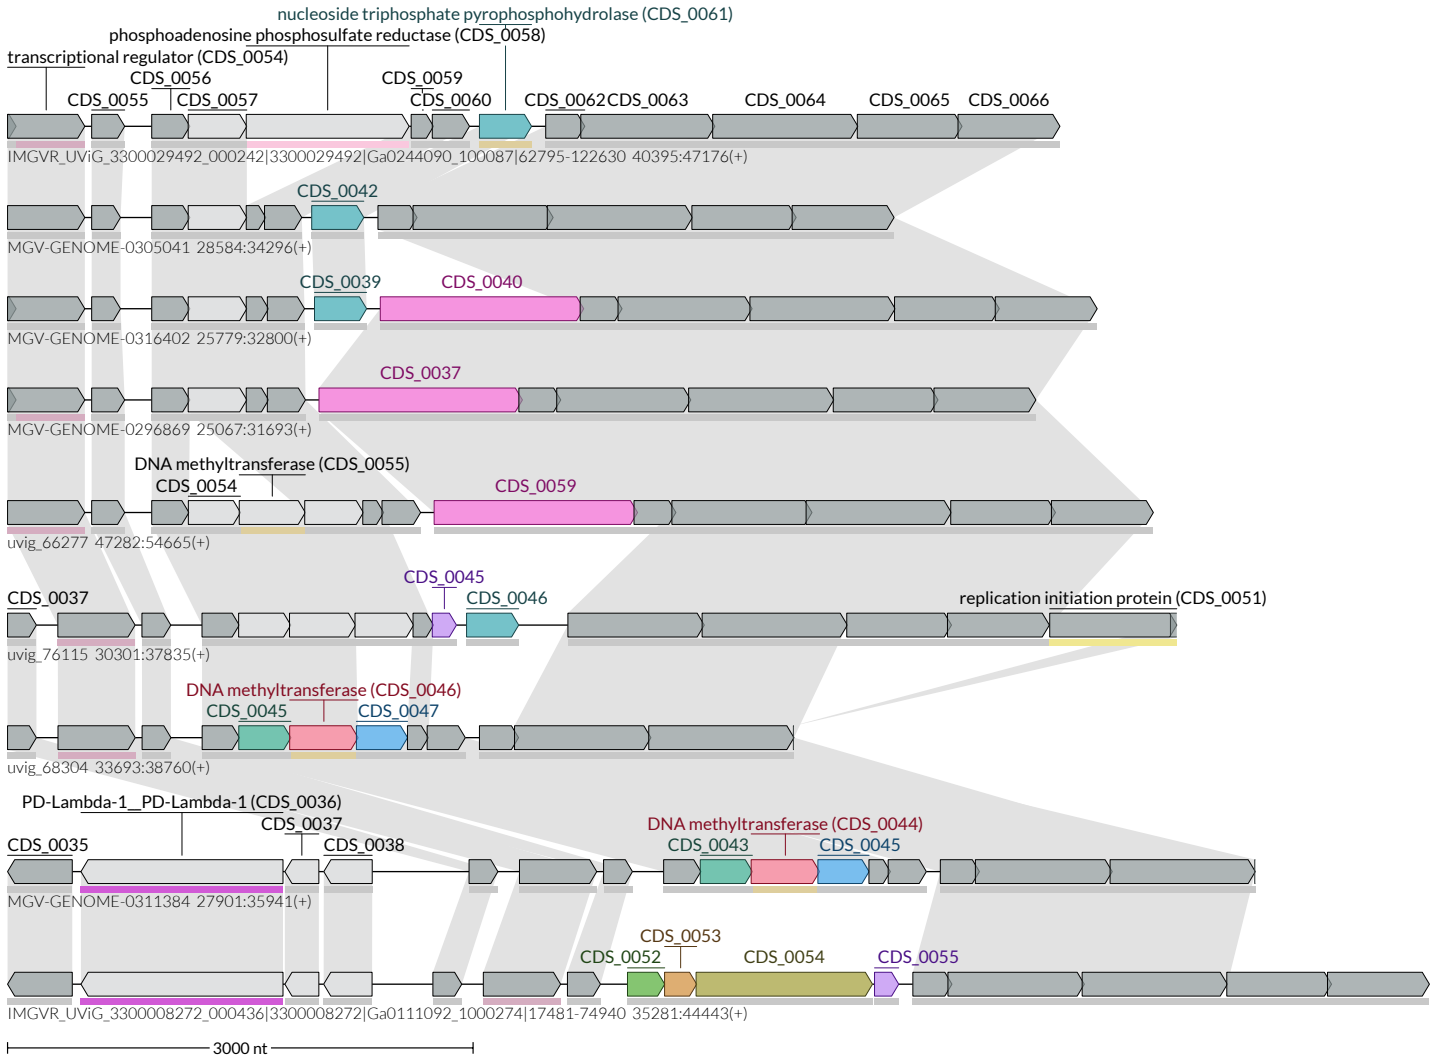 nucleoside triphosphate pyrophosphohydrolase (CDS_0061)
phosphoadenosine phosphosulfate reductase (CDS_0058)
transcriptional regulator (CDS_0054)
CDS_0056 CDS_0059
CDS_0055 CDS_0057 CDS_0060 CDS_0062 CDS_0063 CDS_0064 CDS_0065 CDS_0066
IMGVR_UViG_3300029492_000242|3300029492|Ga0244090_100087|62795-122630 40395:47176(+)
CDS_0042
MGV-GENOME-0305041 28584:34296(+)
CDS_0039 CDS_0040
MGV-GENOME-0316402 25779:32800(+)
CDS_0037
MGV-GENOME-0296869 25067:31693(+)
DNA methyltransferase (CDS_0055)
CDS_0054 CDS_0059
uvig_66277 47282:54665(+)
CDS_0045
CDS_0037 CDS_0046 replication initiation protein (CDS_0051)
uvig_76115 30301:37835(+)
DNA methyltransferase (CDS_0046)
CDS_0045 CDS_0047
uvig_68304 33693:38760(+)
PD-Lambda-1__PD-Lambda-1 (CDS_0036)
CDS_0037 DNA methyltransferase (CDS_0044)
CDS_0035 CDS_0038 CDS_0043 CDS_0045
MGV-GENOME-0311384 27901:35941(+)
CDS_0053
CDS_0052 CDS_0054 CDS_0055
IMGVR_UViG_3300008272_000436|3300008272|Ga0111092_1000274|17481-74940 35281:44443(+)
3000 nt